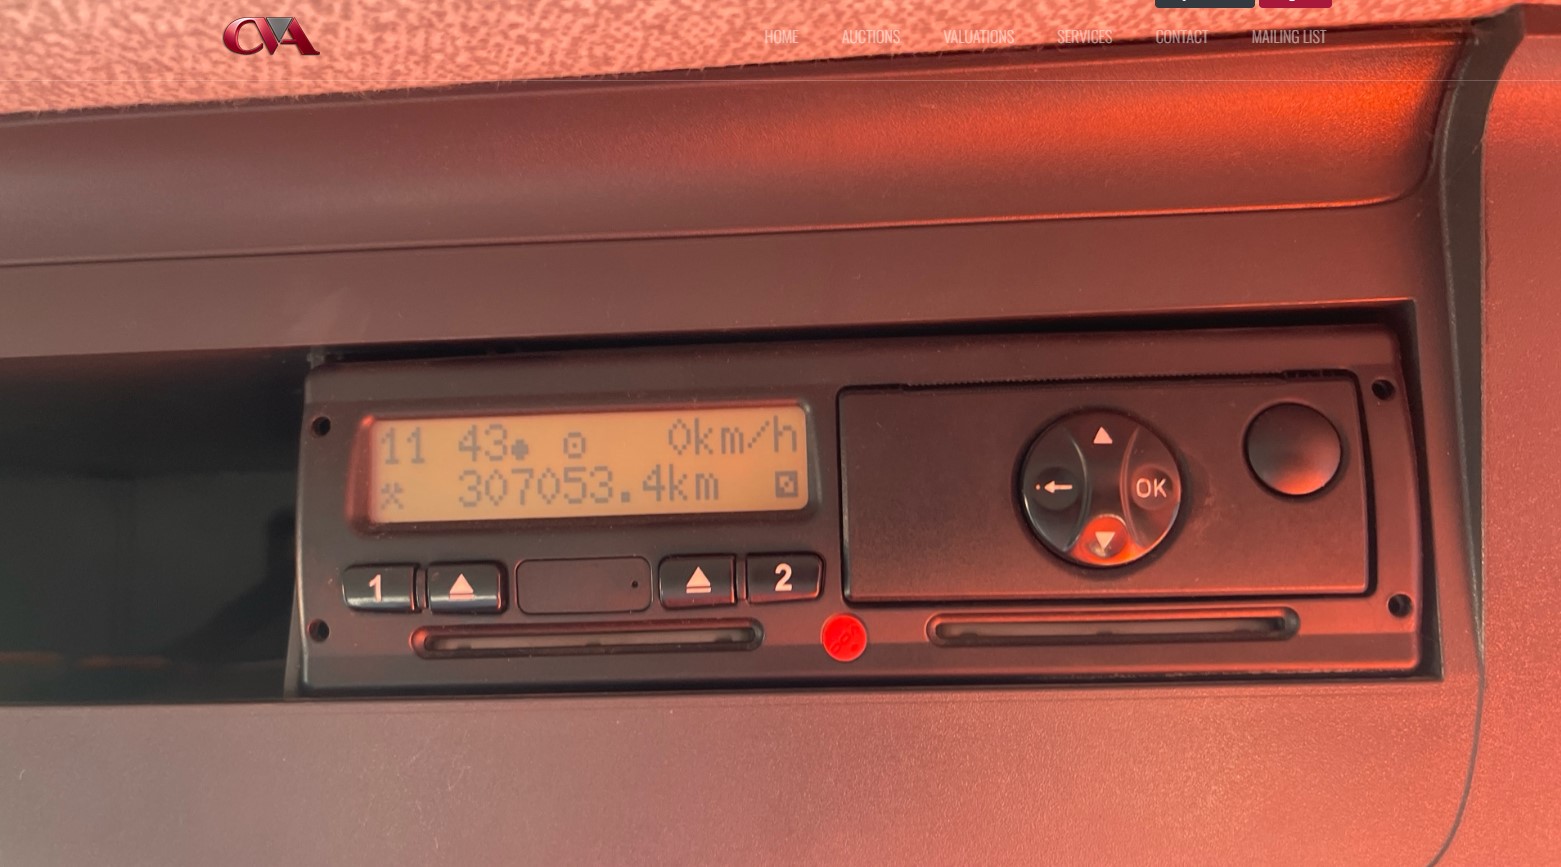 CVA
HOME AUCTIONS VALUATIONS SERVICES CONTACT MAILING LIST
11 43 0km/h
307053.4km
OK
1 2